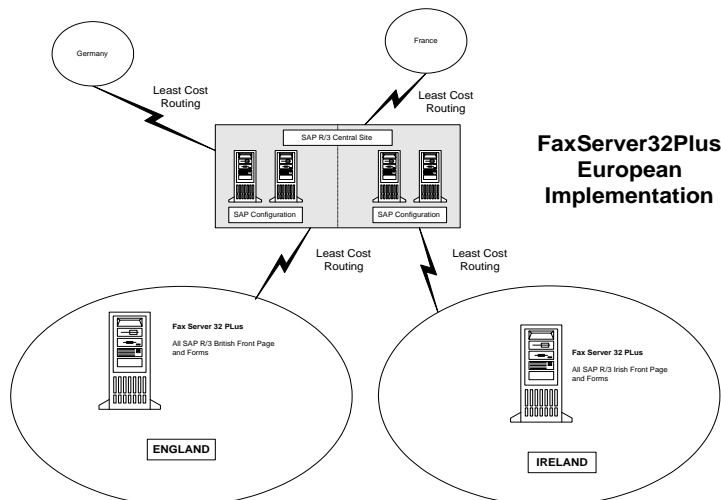 Germany
France
Least Cost
Routing
Least Cost
Routing
SAP R/3 Central Site
FaxServer32Plus
European
Implementation
SAP Configuration
SAP Configuration
Least Cost
Routing
Least Cost
Routing
Fax Server 32 PLus
All SAP R/3 British Front Page
and Forms
Fax Server 32 PLus
All SAP R/3 Irish Front Page
and Forms
ENGLAND
IRELAND